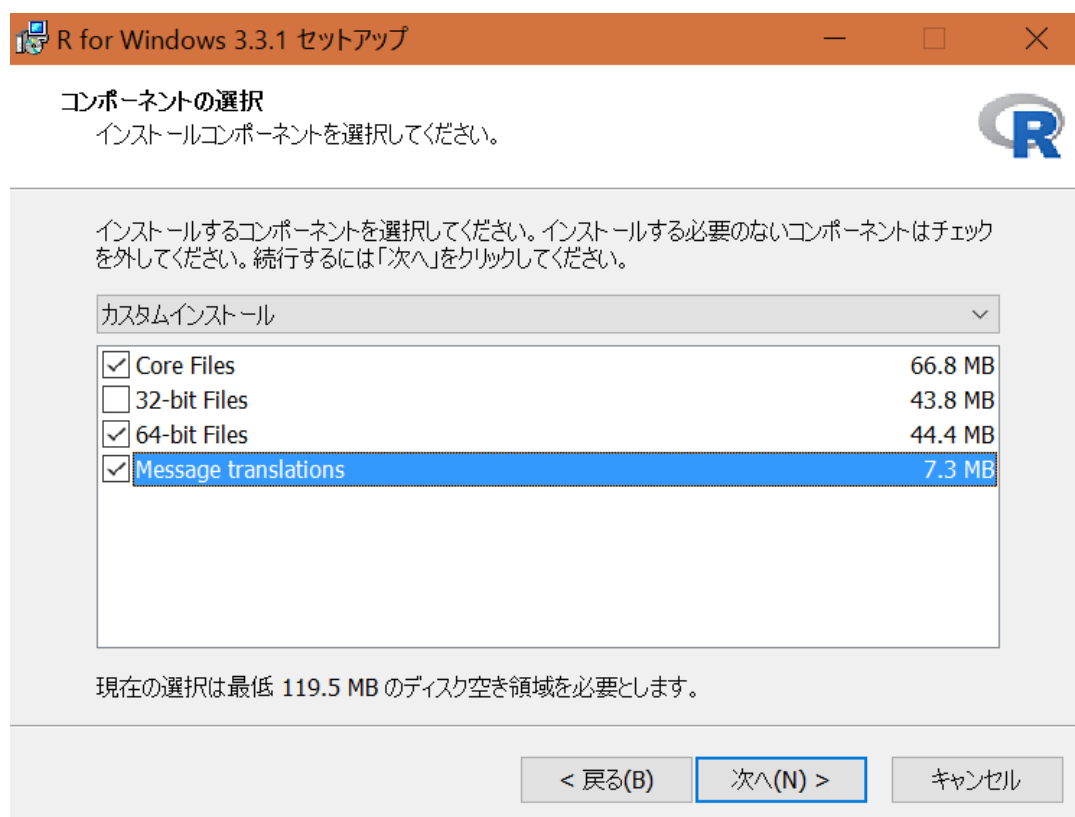 R for Windows 3.3.1 セットアップ
コンポーネントの選択
インストールコンポーネントを選択してください。
R
インストールするコンポーネントを選択してください。インストールする必要のないコンポーネントはチェック
を外してください。続行するには「次へ」をクリックしてください。
カスタムインストール
Core Files 66.8 MB
32-bit Files 43.8 MB
64-bit Files 44.4 MB
Message translations 7.3 MB
現在の選択は最低 119.5 MB のディスク空き領域を必要とします。
< 戻る(B) 次へ(N) > キャンセル